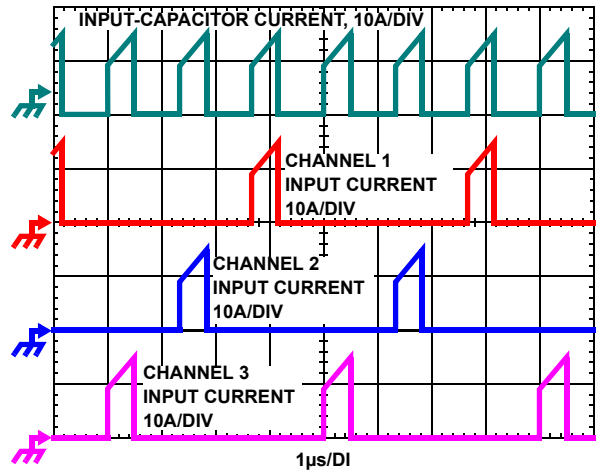 INPUT-CAPACITOR CURRENT, 10A/DIV
CHANNEL 1
INPUT CURRENT
10A/DIV
CHANNEL 2
INPUT CURRENT
10A/DIV
CHANNEL 3
INPUT CURRENT
10A/DIV
1µs/DI